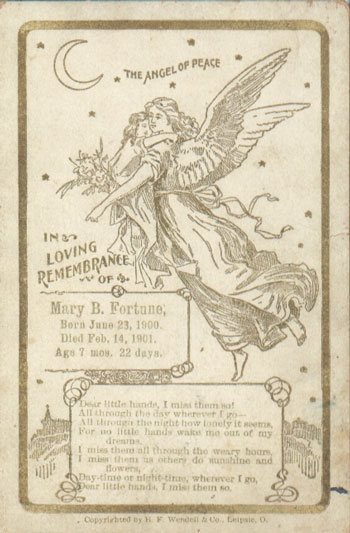 THE ANGEL OF PEACE
IN
LOVING
REMEMBRANCE
OF
Mary B. Fortune,
Born June 23, 1900.
Died Feb. 14, 1901.
Age 7 mos. 22 days.
Dear little hands, I miss them so!
All through the day wherever I go—
All through the night how lonely it seems,
For no little hands wake me out of my
dreams.
I miss them all through the weary hours,
I miss them as others do sunshine and
flowers,
Day-time or night-time, wherever I go,
Dear little hands, I miss them so.
Copyrighted by H. F. Wendell & Co., Leipsic, O.